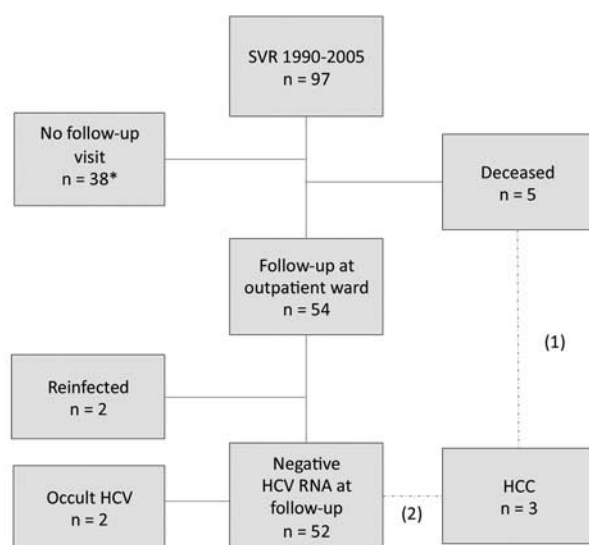 SVR 1990-2005
n = 97
No follow-up
visit
n = 38*
Deceased
n = 5
Follow-up at
outpatient ward
n = 54
(1)
Reinfected
n = 2
Negative
HCV RNA at
follow-up
n = 52
Occult HCV
n = 2
(2)
HCC
n = 3